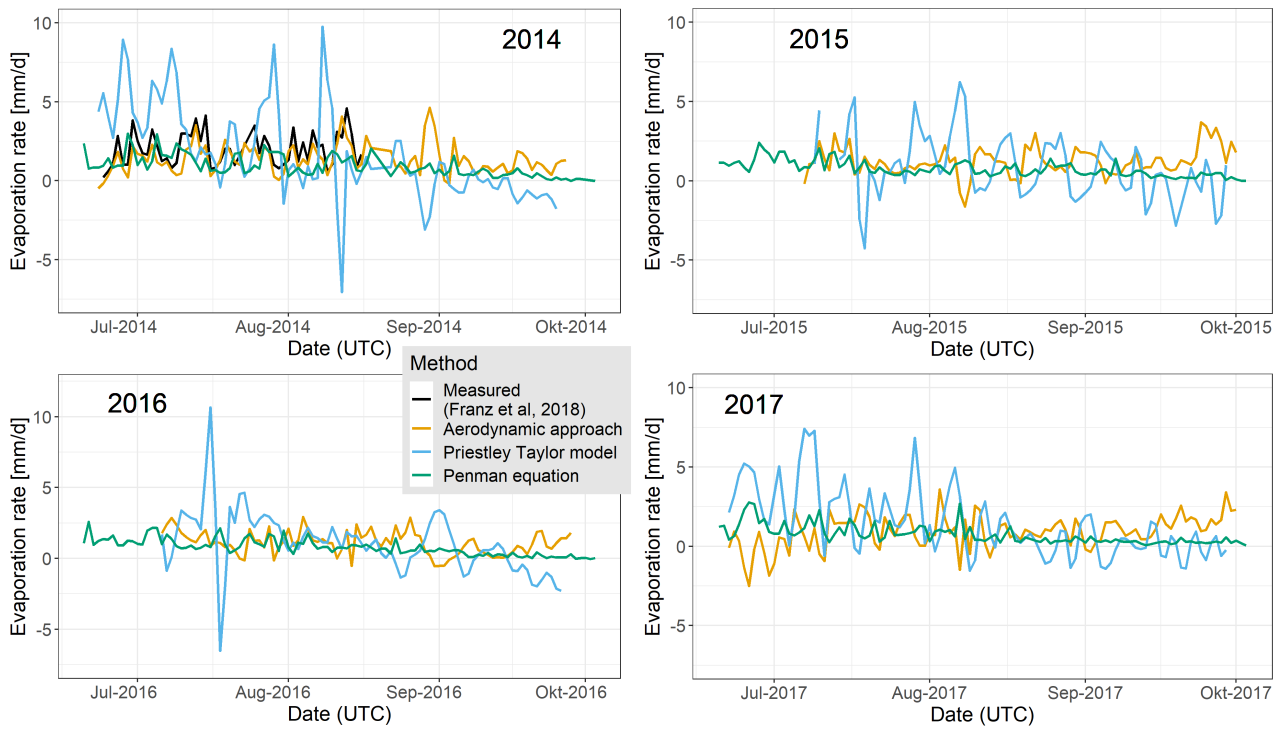 2014
Evaporation rate [mm/d]
10
5
0
-5
Jul-2014
Aug-2014
Sep-2014
Okt-2014
Date (UTC)
2015
Evaporation rate [mm/d]
10
5
0
-5
Jul-2015
Aug-2015
Sep-2015
Okt-2015
Date (UTC)
Method
Measured
(Franz et al, 2018)
Aerodynamic approach
Priestley Taylor model
Penman equation
2016
Evaporation rate [mm/d]
10
5
0
-5
Jul-2016
Aug-2016
Sep-2016
Okt-2016
Date (UTC)
2017
Evaporation rate [mm/d]
10
5
0
-5
Jul-2017
Aug-2017
Sep-2017
Okt-2017
Date (UTC)